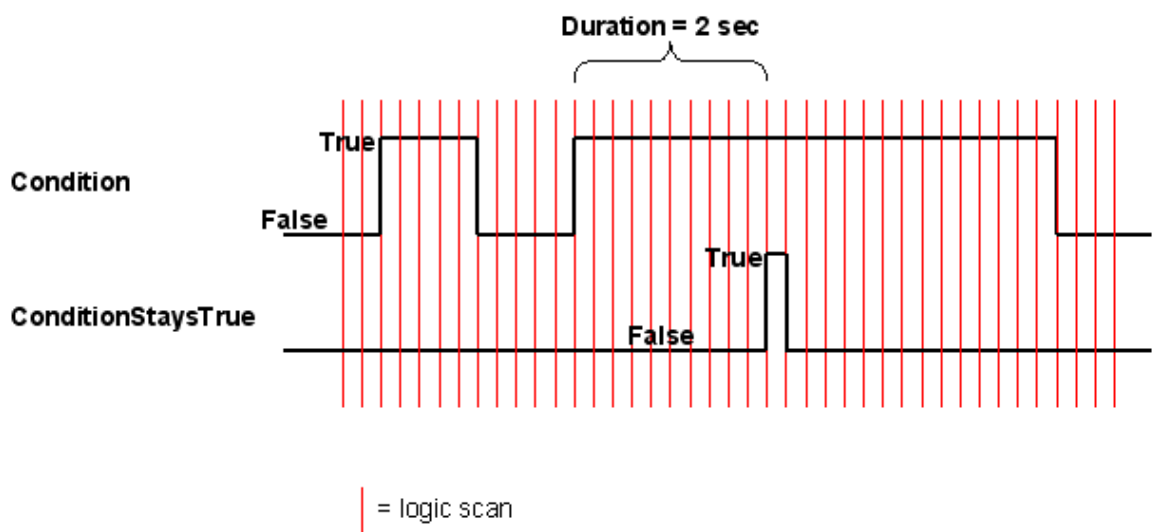 Duration = 2 sec
True
Condition
False
True
ConditionStaysTrue
False
= logic scan